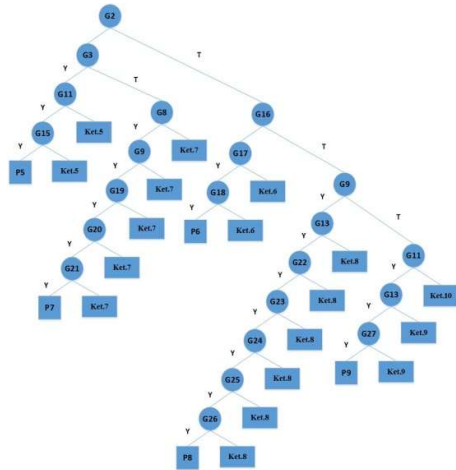 G2
G3
T
Y
T
G11
G8
G16
Y
Y
Y
T
G15
Ket.5
G9
Ket.7
G17
Y
Y
Y
G9
P5
Ket.5
G19
Ket.7
G18
Ket.6
Y
T
Y
Y
G13
G20
Ket.7
P6
Ket.6
Y
Y
Y
G22
Ket.8
G11
G21
Ket.7
Y
Y
Y
G23
Ket.8
G13
Ket.10
P7
Ket.7
Y
Y
G24
Ket.8
G27
Ket.9
Y
Y
G25
Ket.8
P9
Ket.9
Y
G26
Ket.8
Y
P8
Ket.8